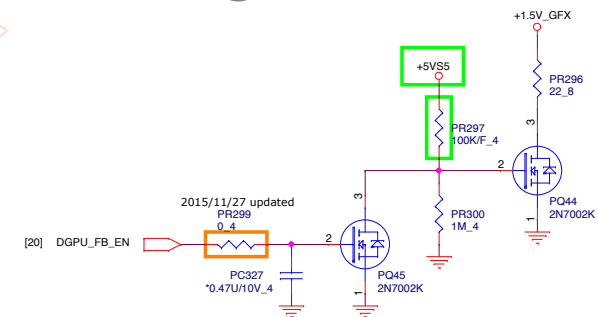 +1.5V_GFX
+5VS5
PR296
22_8
PR297
100K/F_4
3
2
PQ44
2N7002K
1
2015/11/27 updated
PR299
0_4
3
PR300
1M_4
[20] DGPU_FB_EN
2
PC327
*0.47U/10V_4
PQ45
2N7002K
1